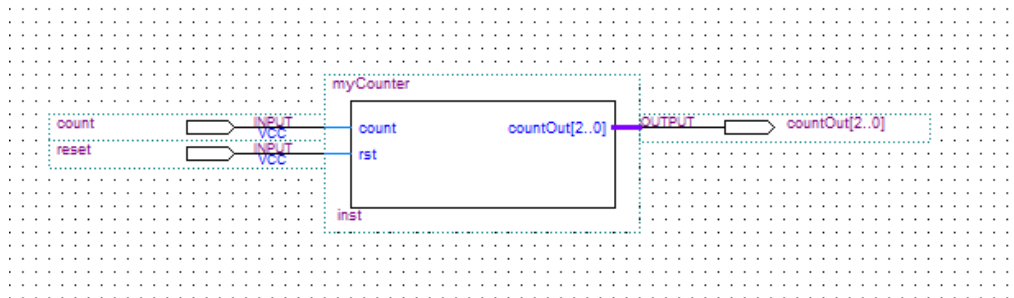 myCounter
count INPUT VCC count countOut[2..0] OUTPUT countOut[2..0]
reset INPUT VCC rst
inst